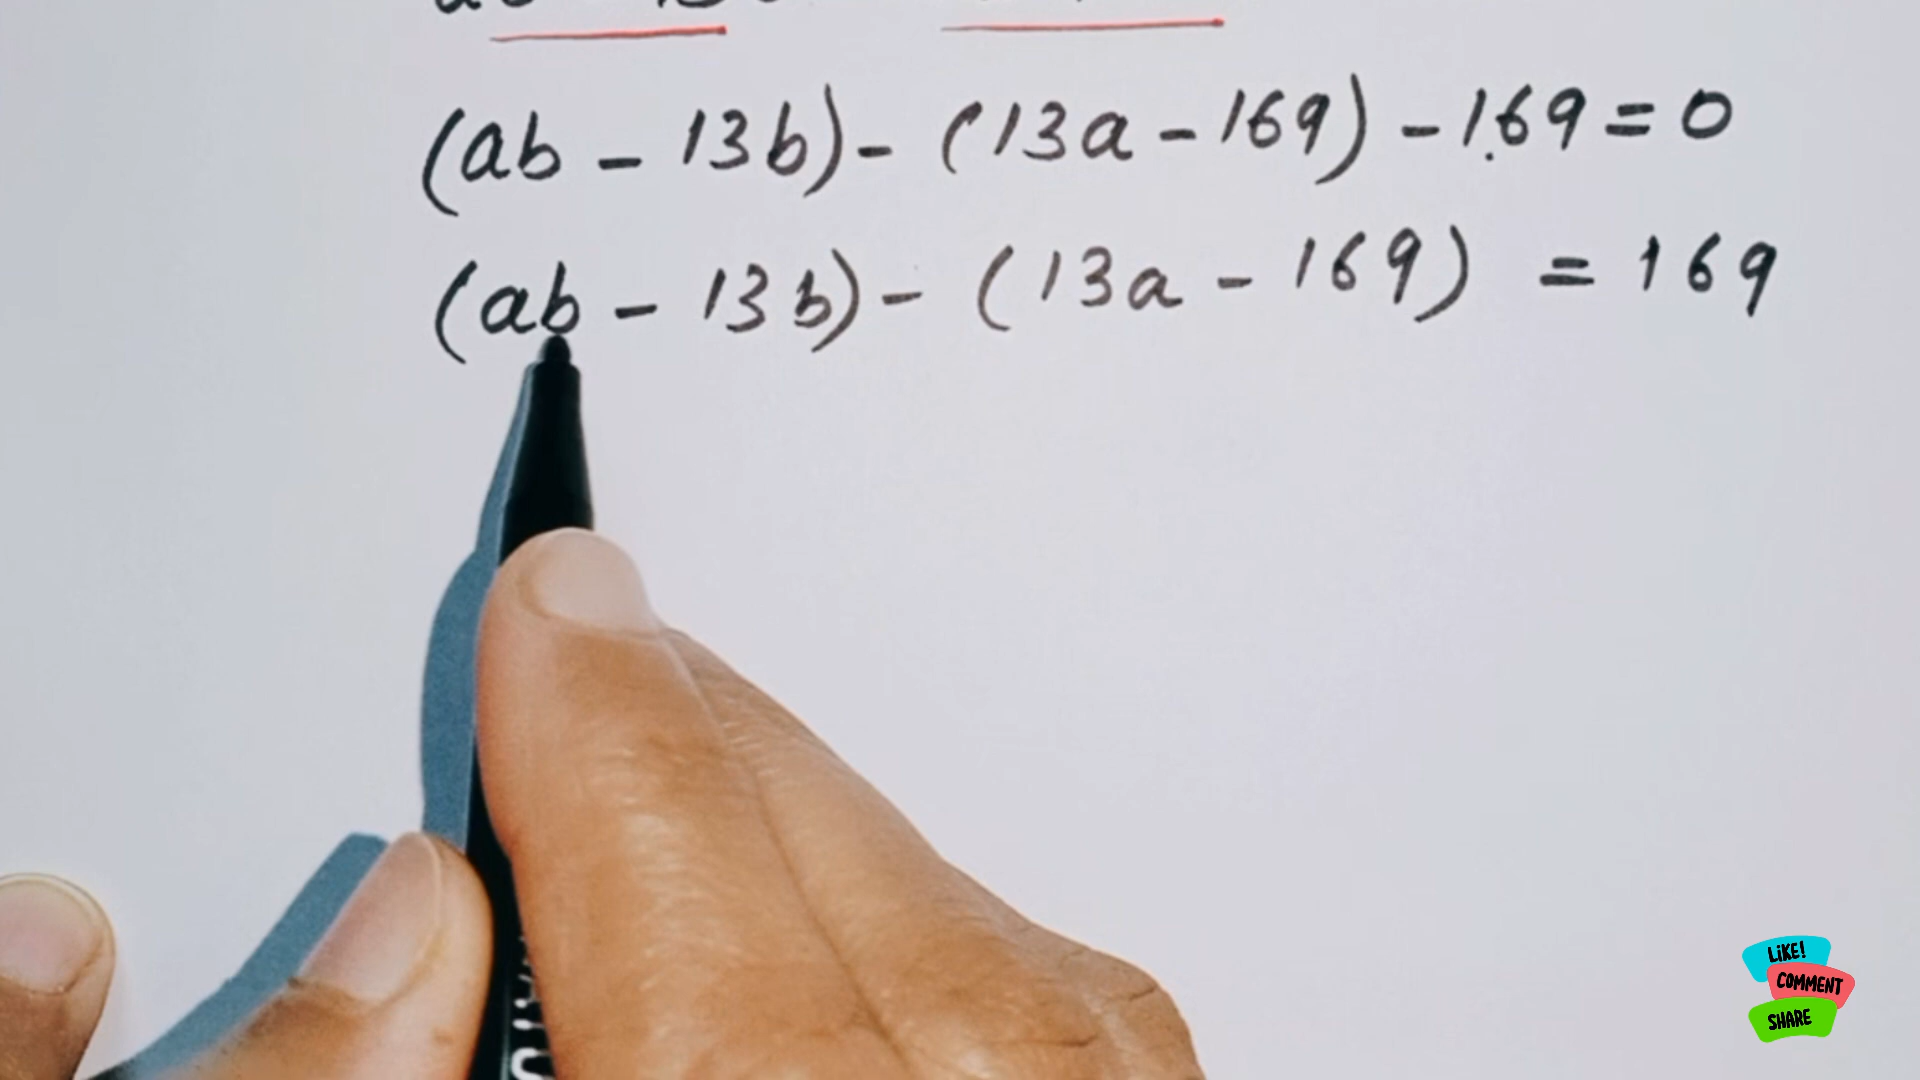 (ab - 13b) - (13a - 169) - 169 = 0
(ab - 13b) - (13a - 169) = 169
LIKE!
COMMENT
SHARE